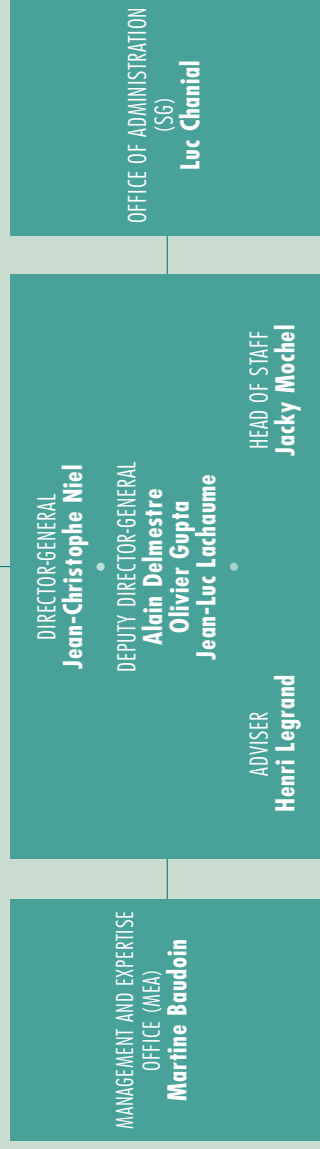 MANAGEMENT AND EXPERTISE
OFFICE (MEA)
Martine Baudoin
DIRECTOR-GENERAL
Jean-Christophe Niel
DEPUTY DIRECTOR-GENERAL
Alain Delmestre
Olivier Gupta
Jean-Luc Lachaume
ADVISER
Henri Legrand
HEAD OF STAFF
Jacky Mochel
OFFICE OF ADMINISTRATION
(SG)
Luc Chanial